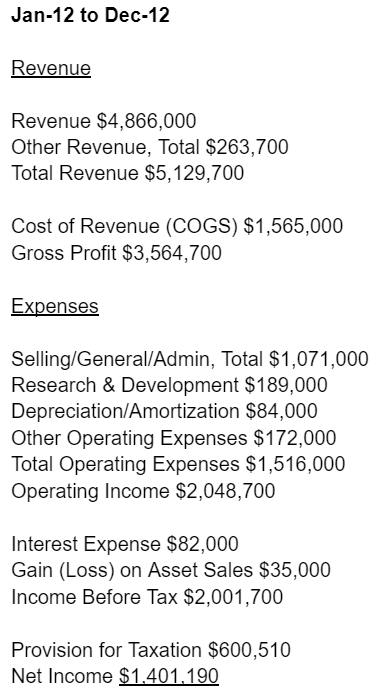 Jan-12 to Dec-12
Revenue
Revenue $4,866,000
Other Revenue, Total $263,700
Total Revenue $5,129,700
Cost of Revenue (COGS) $1,565,000
Gross Profit $3,564,700
Expenses
Selling/General/Admin, Total $1,071,000
Research & Development $189,000
Depreciation/Amortization $84,000
Other Operating Expenses $172,000
Total Operating Expenses $1,516,000
Operating Income $2,048,700
Interest Expense $82,000
Gain (Loss) on Asset Sales $35,000
Income Before Tax $2,001,700
Provision for Taxation $600,510
Net Income $1,401,190